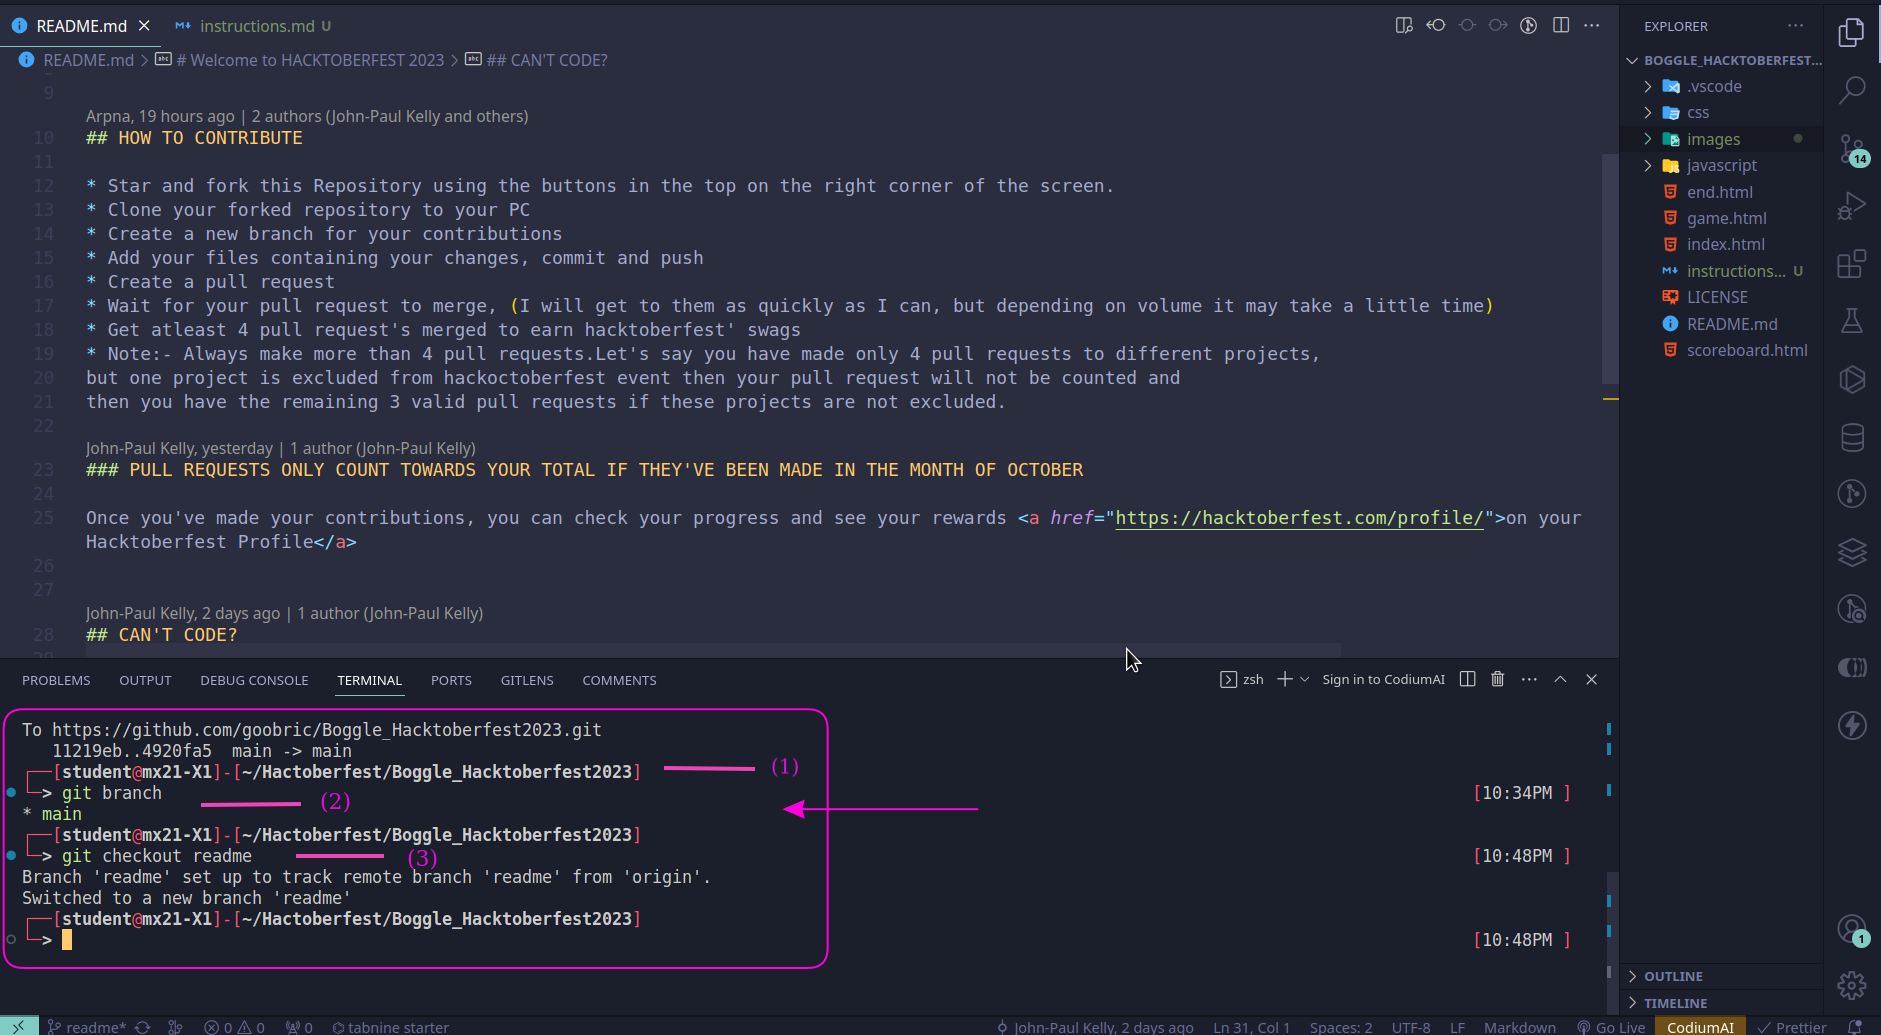 README.md
instructions.md U
README.md > # Welcome to HACKTOBERFEST 2023 > ## CAN'T CODE?
9
Arpna, 19 hours ago | 2 authors (John-Paul Kelly and others)
10 ## HOW TO CONTRIBUTE
11
12 * Star and fork this Repository using the buttons in the top on the right corner of the screen.
13 * Clone your forked repository to your PC
14 * Create a new branch for your contributions
15 * Add your files containing your changes, commit and push
16 * Create a pull request
17 * Wait for your pull request to merge, (I will get to them as quickly as I can, but depending on volume it may take a little time)
18 * Get atleast 4 pull request's merged to earn hacktoberfest' swags
19 * Note:- Always make more than 4 pull requests.Let's say you have made only 4 pull requests to different projects,
20 but one project is excluded from hackoctoberfest event then your pull request will not be counted and
21 then you have the remaining 3 valid pull requests if these projects are not excluded.
22
John-Paul Kelly, yesterday | 1 author (John-Paul Kelly)
23 ### PULL REQUESTS ONLY COUNT TOWARDS YOUR TOTAL IF THEY'VE BEEN MADE IN THE MONTH OF OCTOBER
24
25 Once you've made your contributions, you can check your progress and see your rewards <a href="https://hacktoberfest.com/profile/">on your
Hacktoberfest Profile</a>
26
27
John-Paul Kelly, 2 days ago | 1 author (John-Paul Kelly)
28 ## CAN'T CODE?
EXPLORER
BOGGLE_HACKTOBERFEST...
.vscode
css
images
javascript
end.html
game.html
index.html
instructions... U
LICENSE
README.md
scoreboard.html
OUTLINE
TIMELINE
14
1
PROBLEMS OUTPUT DEBUG CONSOLE TERMINAL PORTS GITLENS COMMENTS
zsh Sign in to CodiumAI
To https://github.com/goobric/Boggle_Hacktoberfest2023.git
11219eb..4920fa5 main -> main
[student@mx21-X1]-[~/Hactoberfest/Boggle_Hacktoberfest2023] (1)
> git branch [10:34PM ]
(2)
* main
[student@mx21-X1]-[~/Hactoberfest/Boggle_Hacktoberfest2023]
> git checkout readme (3) [10:48PM ]
Branch 'readme' set up to track remote branch 'readme' from 'origin'.
Switched to a new branch 'readme'
[student@mx21-X1]-[~/Hactoberfest/Boggle_Hacktoberfest2023]
> [10:48PM ]
readme* 0 0 0 tabnine starter John-Paul Kelly, 2 days ago Ln 31, Col 1 Spaces: 2 UTF-8 LF Markdown Go Live CodiumAI Prettier